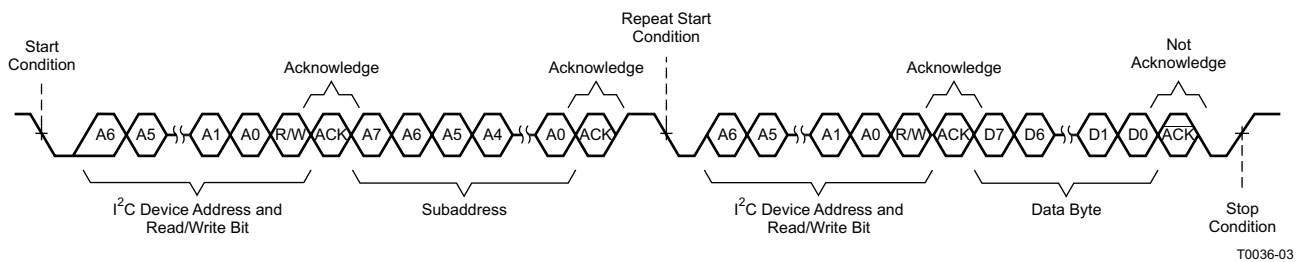 Repeat Start
Condition
Start
Condition
Not
Acknowledge
Acknowledge
Acknowledge
Acknowledge
A6 A5 A1 A0 R/W ACK A7 A6 A5 A4 A0 ACK A6 A5 A1 A0 R/W ACK D7 D6 D1 D0 A̅C̅K̅
I²C Device Address and
Read/Write Bit
Subaddress
I²C Device Address and
Read/Write Bit
Data Byte
Stop
Condition
T0036-03